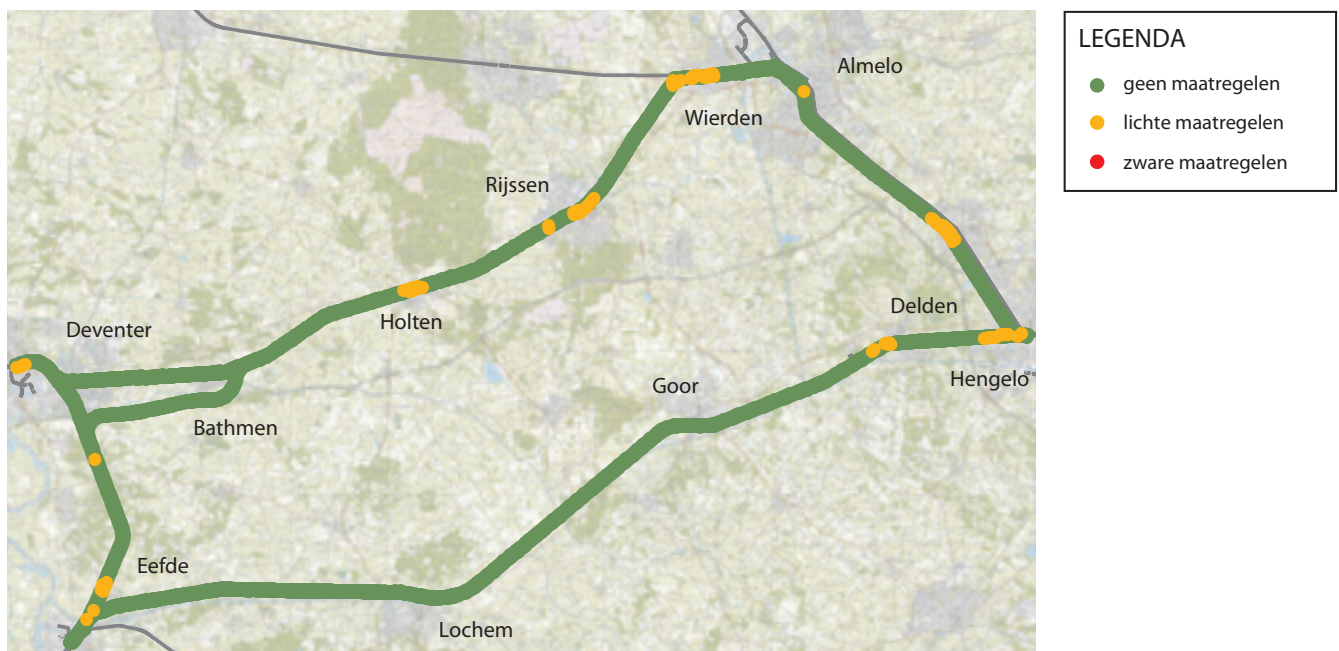 Almelo
Wierden
Rijssen
Delden
Holten
Deventer
Hengelo
Goor
Bathmen
Eefde
Lochem
LEGENDA
geen maatregelen
lichte maatregelen
zware maatregelen